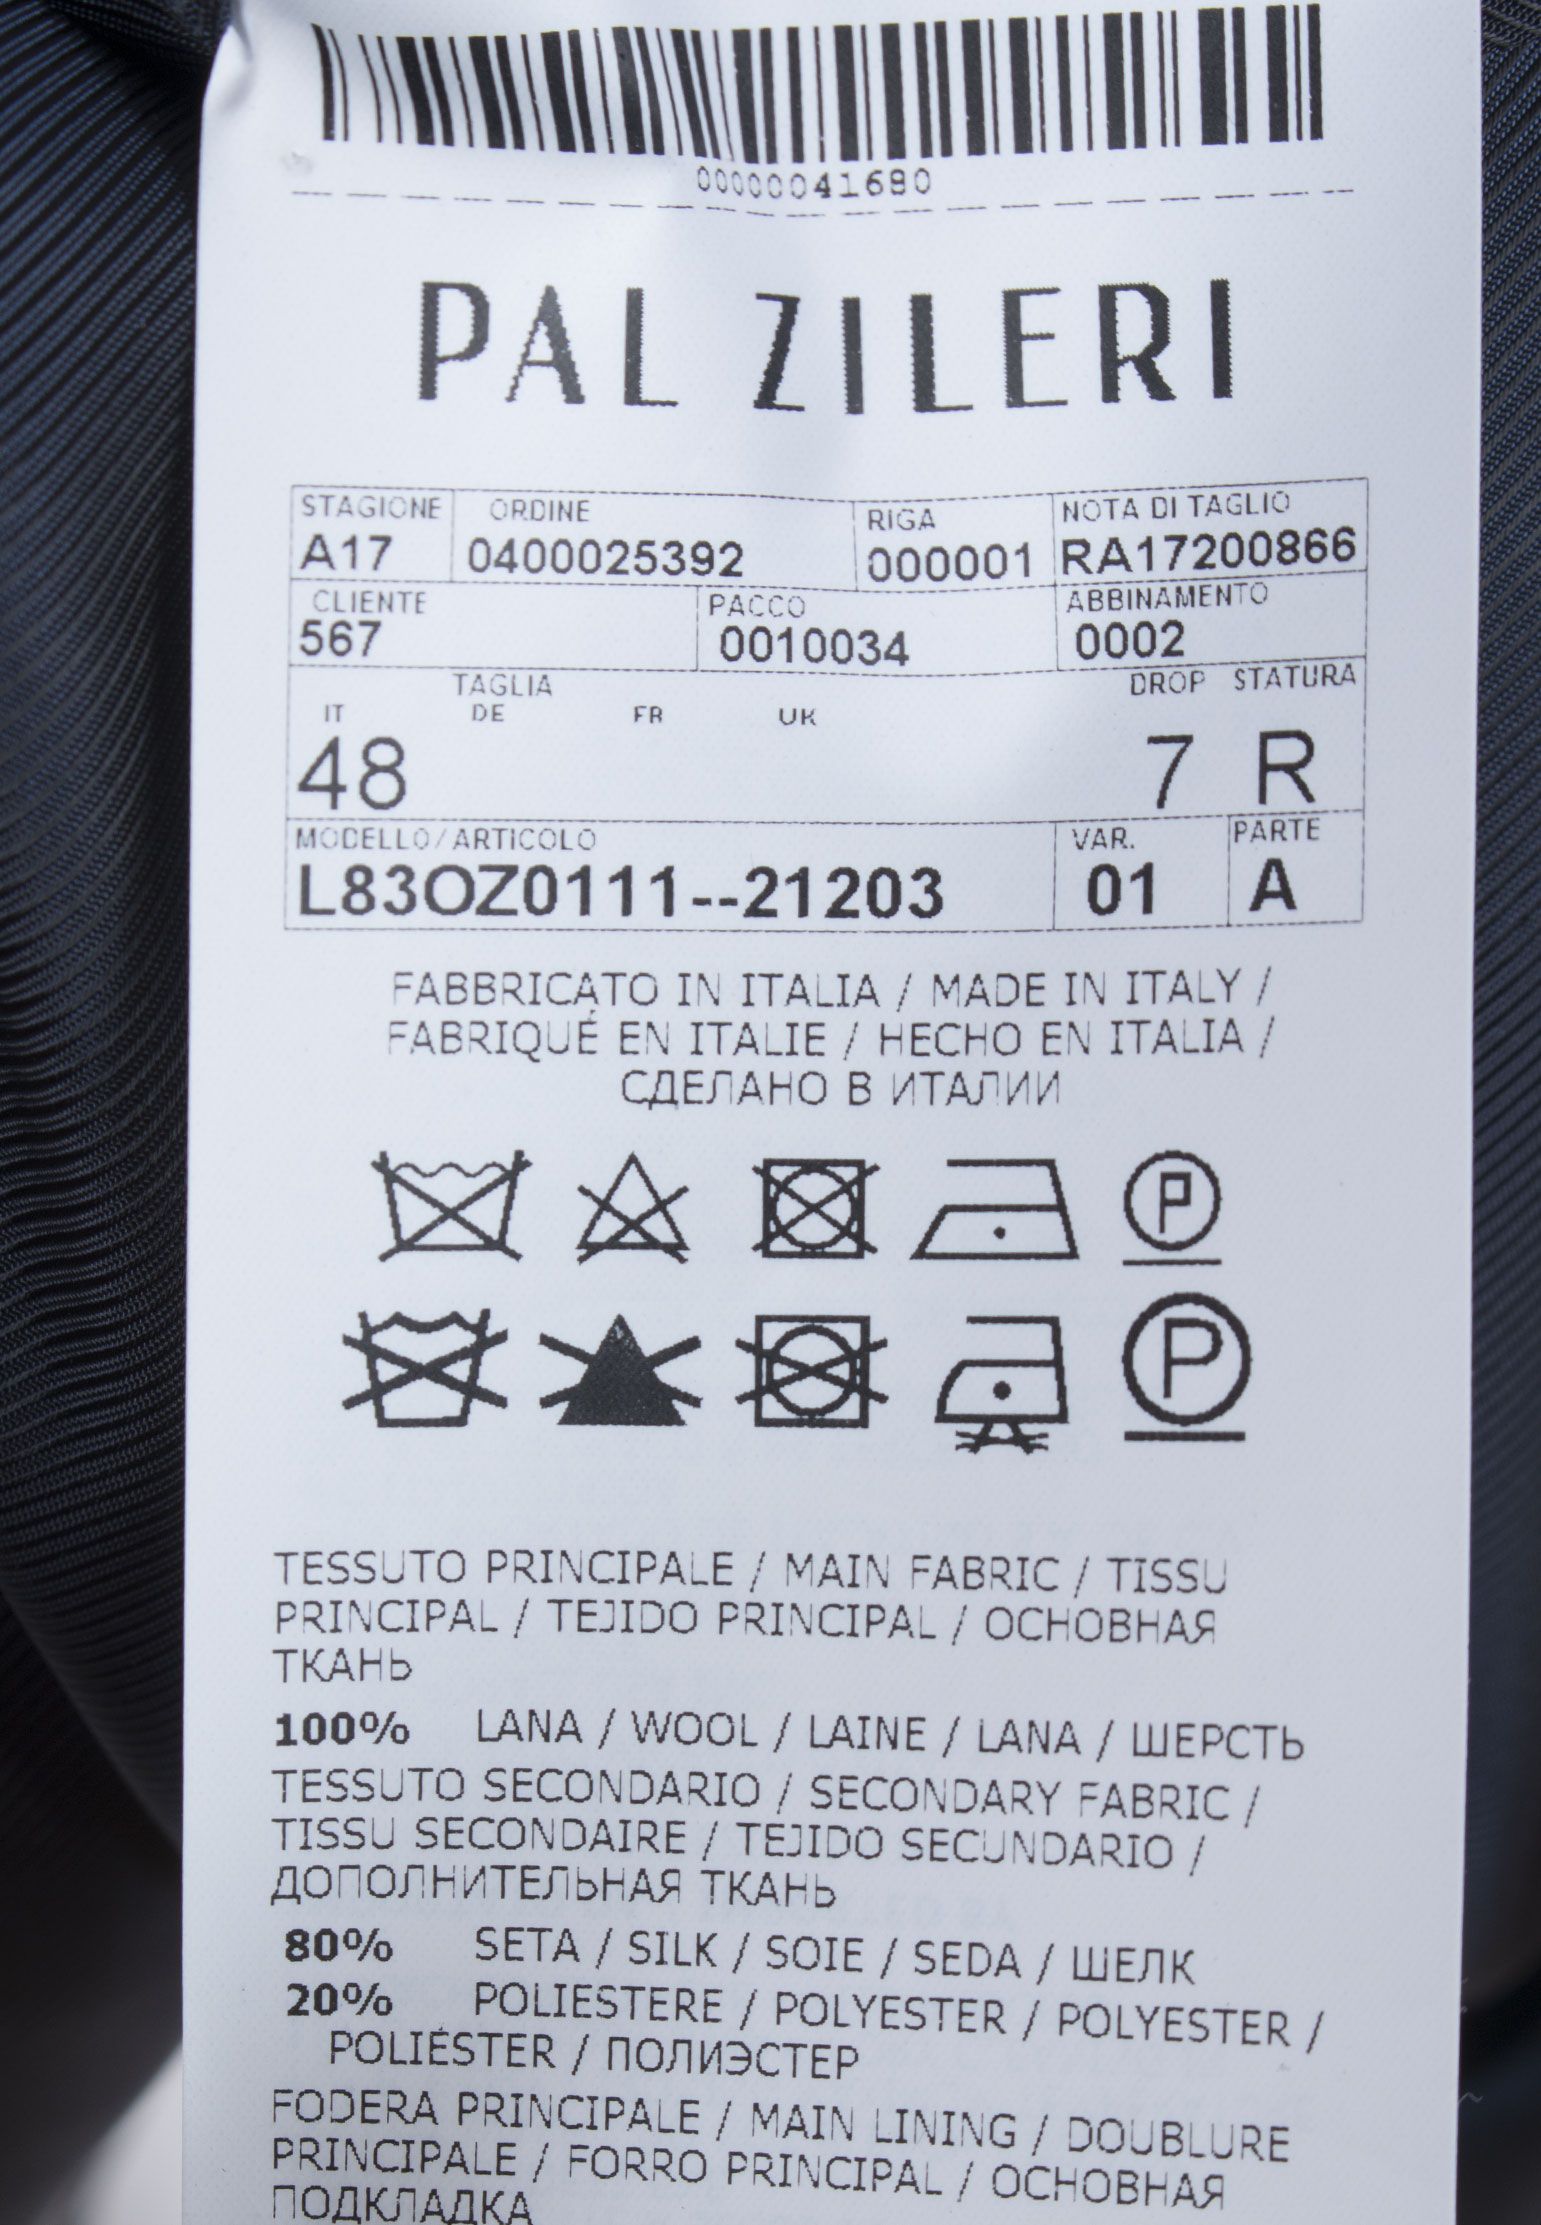 00000041680
PAL ZILERI
STAGIONE ORDINE RIGA NOTA DI TAGLIO
A17 0400025392 000001 RA17200866
CLIENTE PACCO ABBINAMENTO
567 0010034 0002
TAGLIA DROP STATURA
IT DE FR UK
48 7 R
MODELLO/ARTICOLO VAR. PARTE
L83OZ0111--21203 01 A
FABBRICATO IN ITALIA / MADE IN ITALY /
FABRIQUÉ EN ITALIE / HECHO EN ITALIA /
СДЕЛАНО В ИТАЛИИ
P
P
TESSUTO PRINCIPALE / MAIN FABRIC / TISSU
PRINCIPAL / TEJIDO PRINCIPAL / ОСНОВНАЯ
ТКАНЬ
100% LANA / WOOL / LAINE / LANA / ШЕРСТЬ
TESSUTO SECONDARIO / SECONDARY FABRIC /
TISSU SECONDAIRE / TEJIDO SECUNDARIO /
ДОПОЛНИТЕЛЬНАЯ ТКАНЬ
80% SETA / SILK / SOIE / SEDA / ШЕЛК
20% POLIESTERE / POLYESTER / POLYESTER /
POLIÉSTER / ПОЛИЭСТЕР
FODERA PRINCIPALE / MAIN LINING / DOUBLURE
PRINCIPALE / FORRO PRINCIPAL / ОСНОВНАЯ
ПОДКЛАДКА